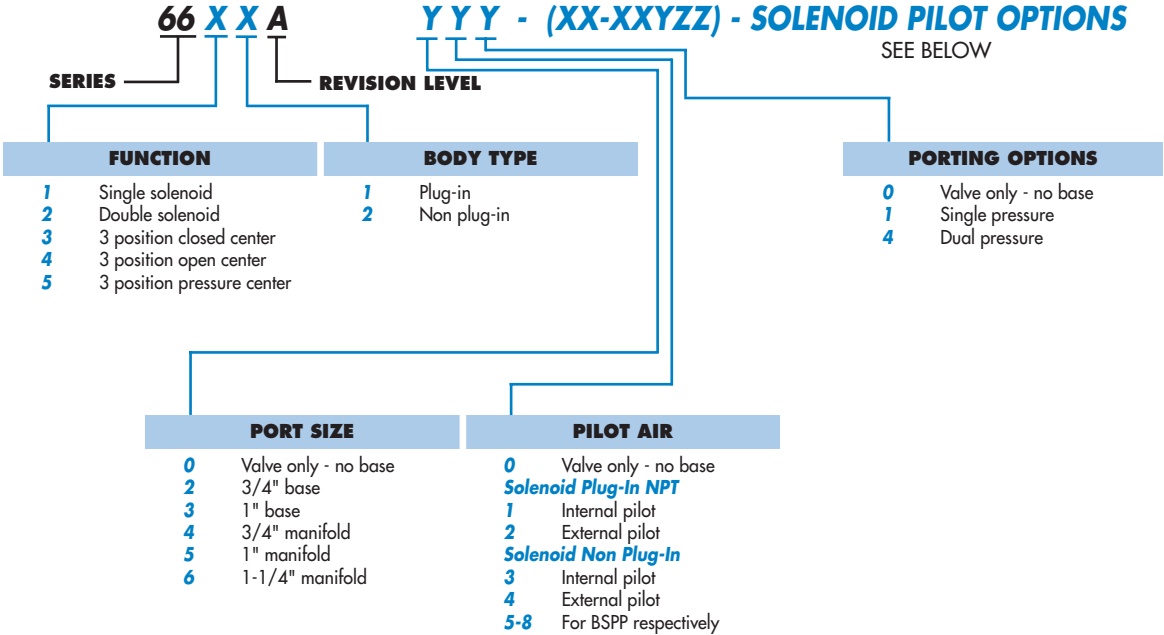 66 X X A Y Y Y - (XX-XXYZZ) - SOLENOID PILOT OPTIONS
SEE BELOW
SERIES REVISION LEVEL
FUNCTION
1 Single solenoid
2 Double solenoid
3 3 position closed center
4 3 position open center
5 3 position pressure center
BODY TYPE
1 Plug-in
2 Non plug-in
PORTING OPTIONS
0 Valve only - no base
1 Single pressure
4 Dual pressure
PORT SIZE
0 Valve only - no base
2 3/4" base
3 1" base
4 3/4" manifold
5 1" manifold
6 1-1/4" manifold
PILOT AIR
0 Valve only - no base
Solenoid Plug-In NPT
1 Internal pilot
2 External pilot
Solenoid Non Plug-In
3 Internal pilot
4 External pilot
5-8 For BSPP respectively